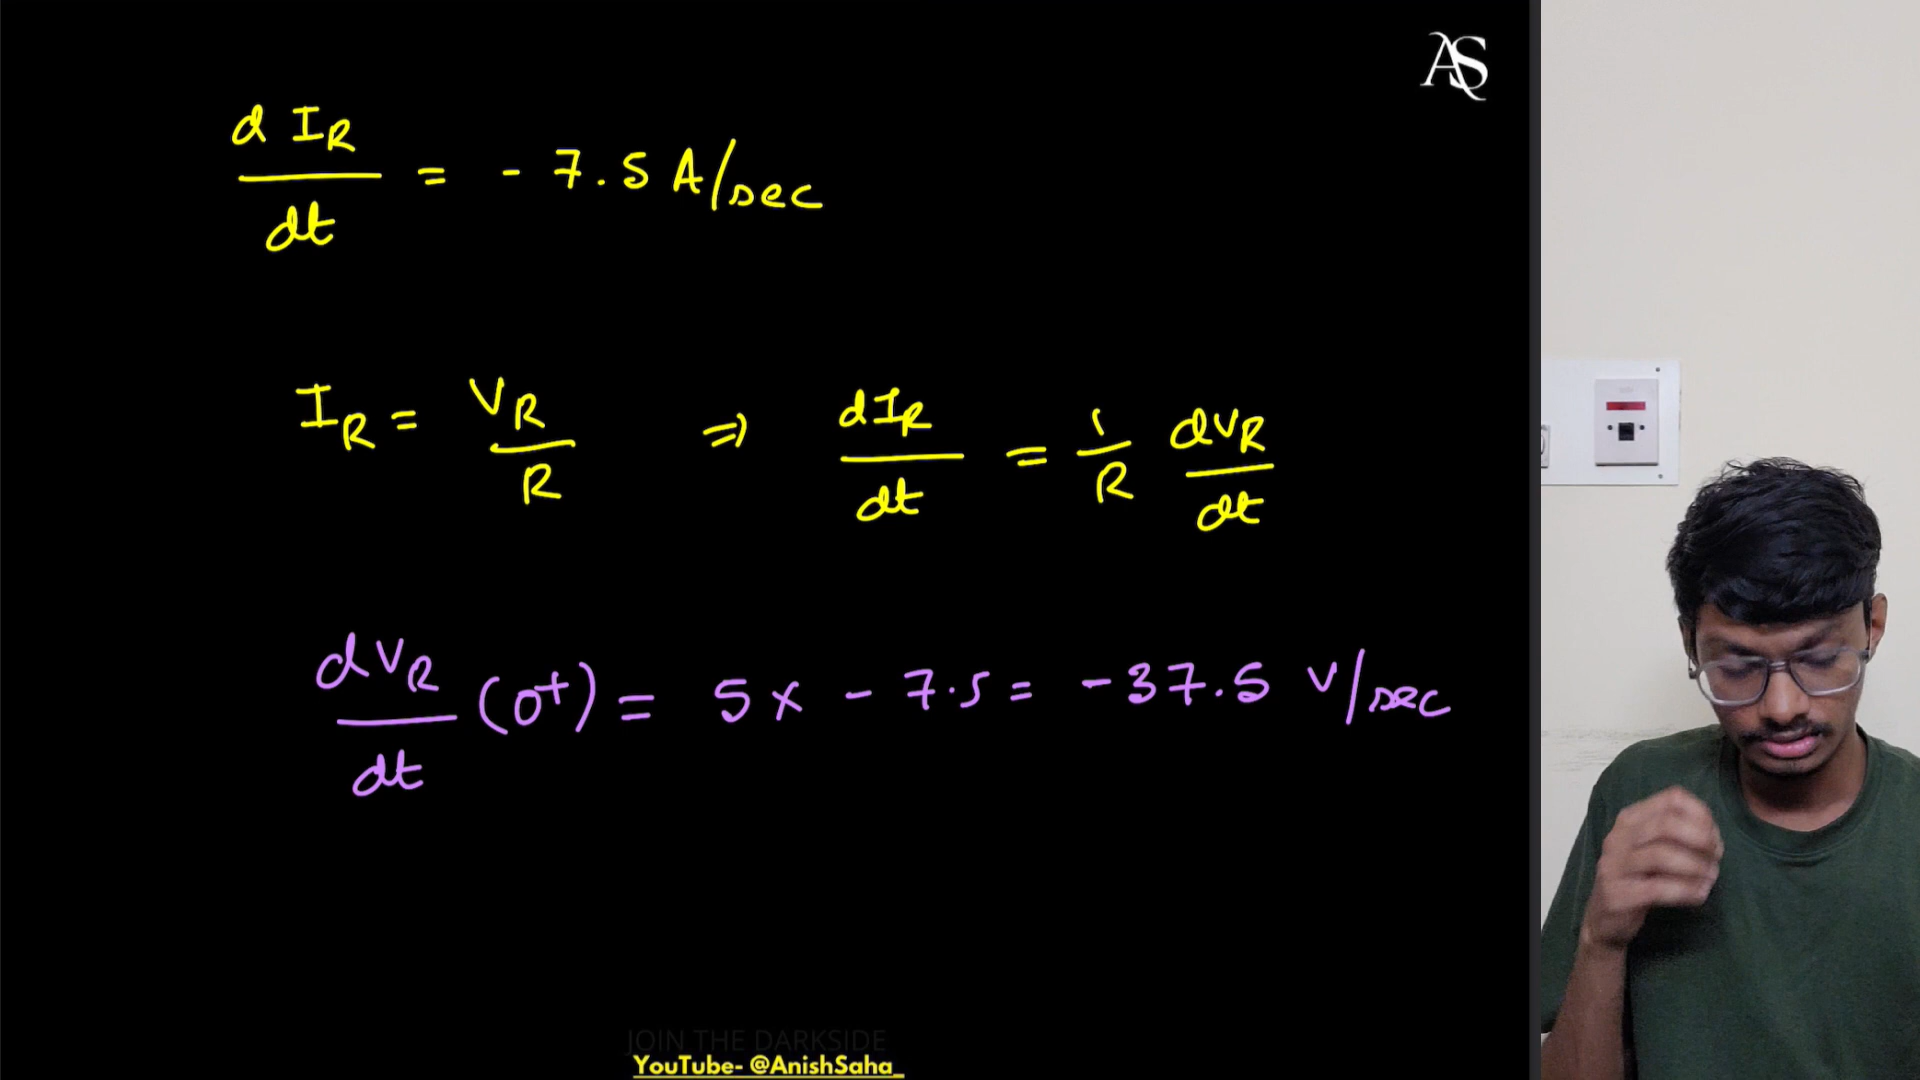 AS
d I_R / dt = - 7.5 A/sec
I_R = V_R / R ⇒ dI_R / dt = 1/R dV_R / dt
dV_R / dt (0+) = 5 x - 7.5 = -37.5 V/sec
JOIN THE DARKSIDE
YouTube- @AnishSaha_